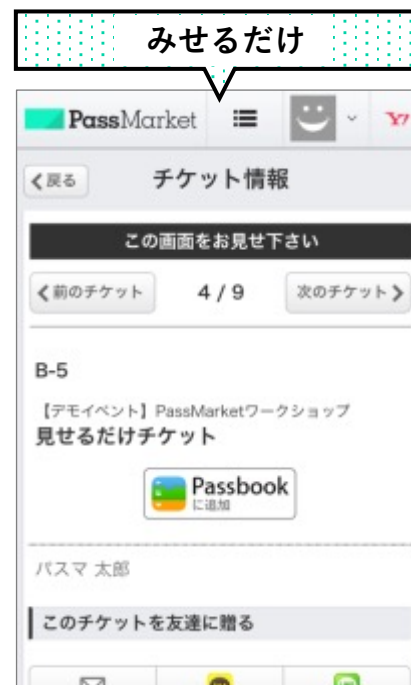 みせるだけ
PassMarket
Y!
戻る
チケット情報
この画面をお見せ下さい
前のチケット
4 / 9
次のチケット
B-5
【デモイベント】PassMarketワークショップ
見せるだけチケット
Passbook
に追加
パスマ 太郎
このチケットを友達に贈る